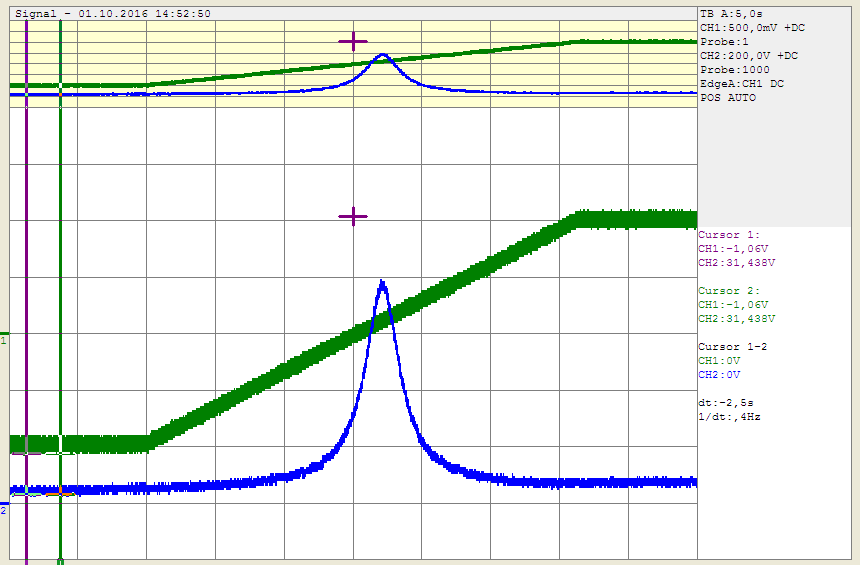 Signal - 01.10.2016 14:52:50
TB A:5,0s
CH1:500,0mV +DC
Probe:1
CH2:200,0V +DC
Probe:1000
EdgeA:CH1 DC
POS AUTO
Cursor 1:
CH1:-1,06V
CH2:31,438V
Cursor 2:
CH1:-1,06V
CH2:31,438V
Cursor 1-2
CH1:0V
CH2:0V
dt:-2,5s
1/dt:,4Hz
1
2